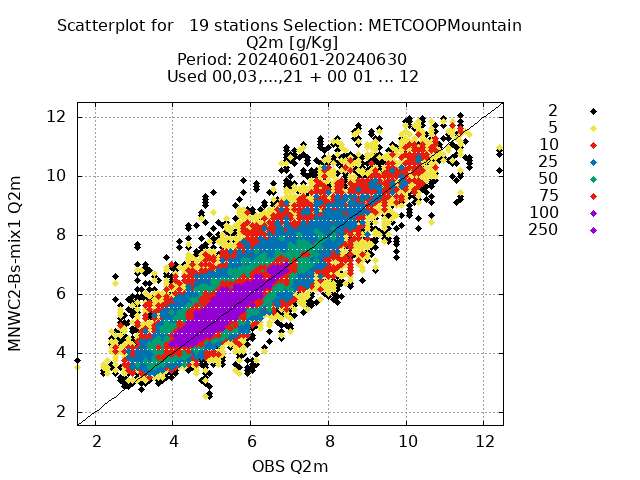 Scatterplot for   19 stations Selection: METCOOPMountain
Q2m [g/Kg]
Period: 20240601-20240630
Used 00,03,...,21 + 00 01 ... 12
2
5
10
25
50
75
100
250
12
10
8
6
4
2
MNWC2-Bs-mix1 Q2m
2 4 6 8 10 12
OBS Q2m